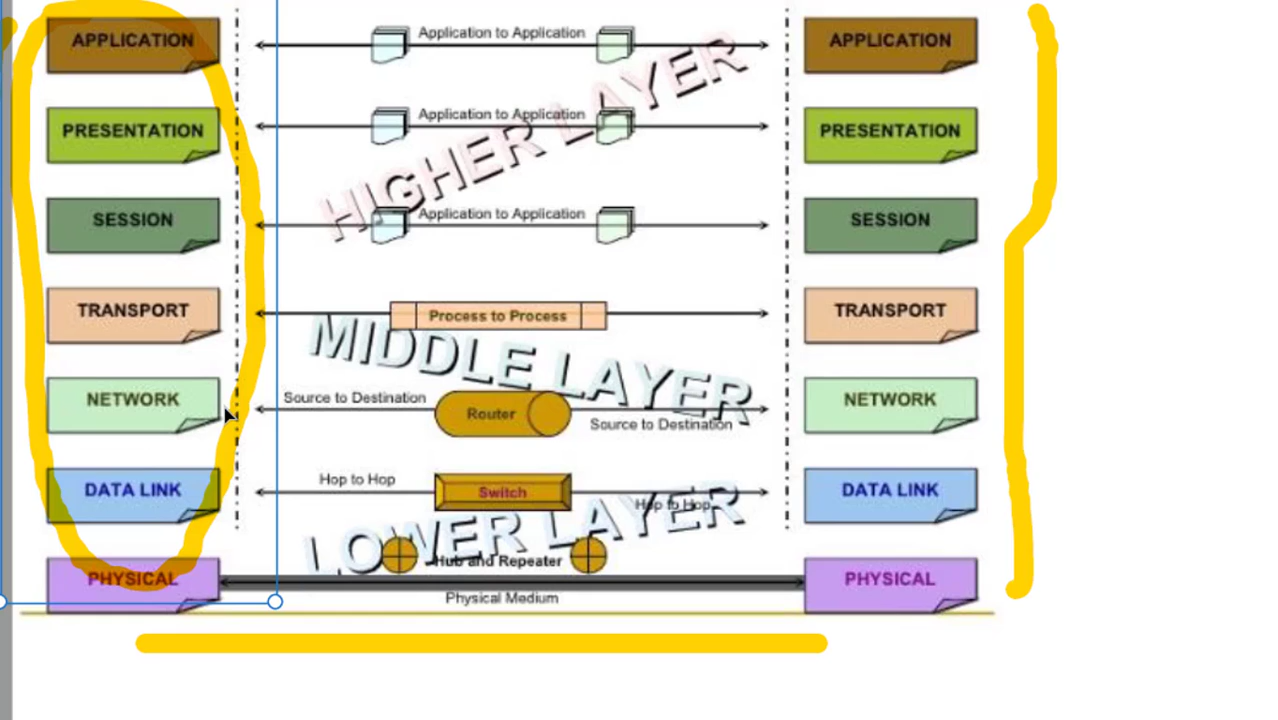 APPLICATION
Application to Application
APPLICATION
PRESENTATION
Application to Application
PRESENTATION
HIGHER LAYER
SESSION
Application to Application
SESSION
TRANSPORT
Process to Process
TRANSPORT
MIDDLE LAYER
NETWORK
Source to Destination
Router
Source to Destination
NETWORK
DATA LINK
Hop to Hop
Switch
Hop to Hop
DATA LINK
LOWER LAYER
Hub and Repeater
PHYSICAL
Physical Medium
PHYSICAL